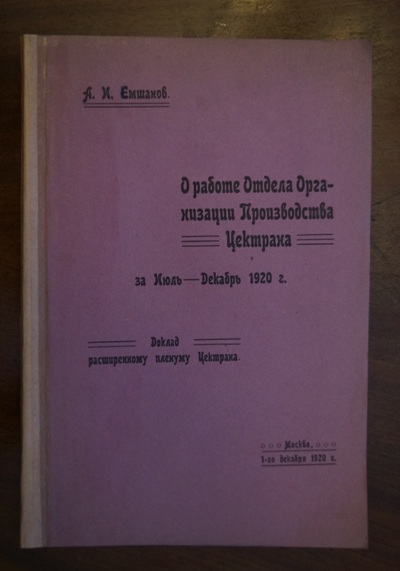 А. И. Емшанов.
О работе Отдела Орга-
низации Производства
Цектрана
за Июль—Декабрь 1920 г.
Доклад
расширенному пленуму Цектрана.
Москва,
1-го декабря 1920 г.